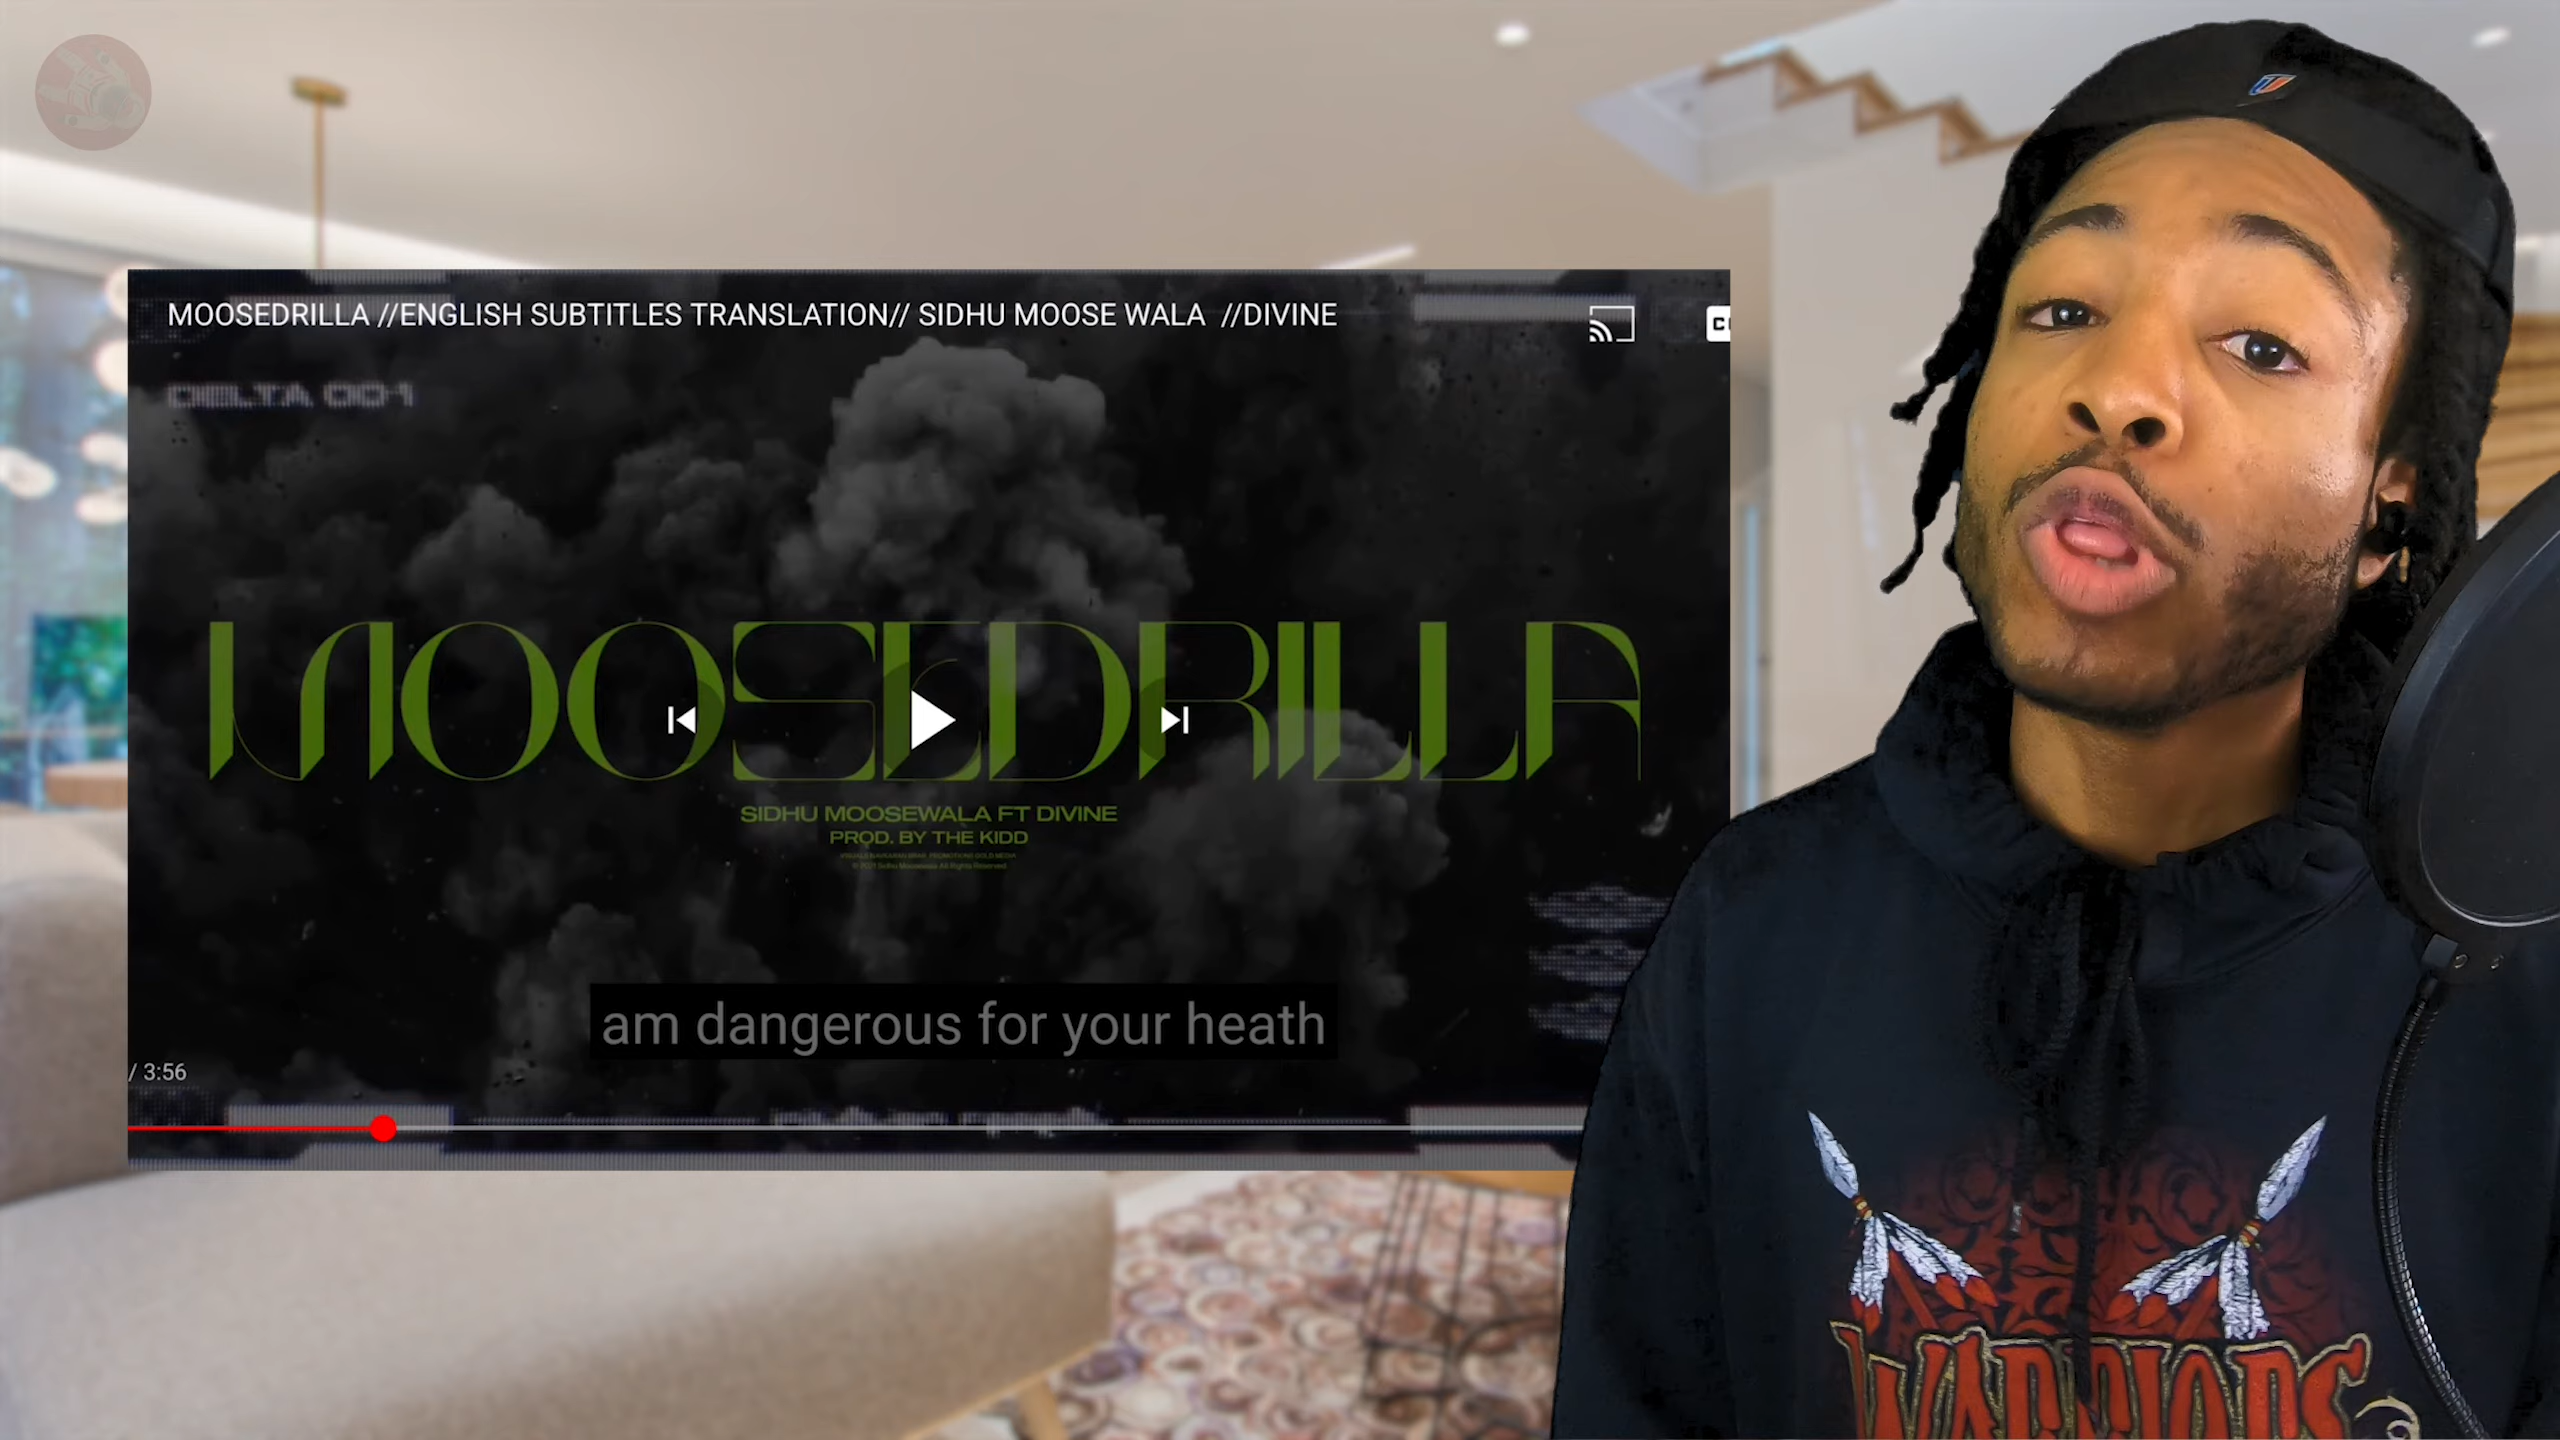 MOOSEDRILLA //ENGLISH SUBTITLES TRANSLATION// SIDHU MOOSE WALA //DIVINE
DELTA 001
MOOSEDRILLA
SIDHU MOOSEWALA FT DIVINE
PROD. BY THE KIDD
am dangerous for your heath
/ 3:56
WARRIORS